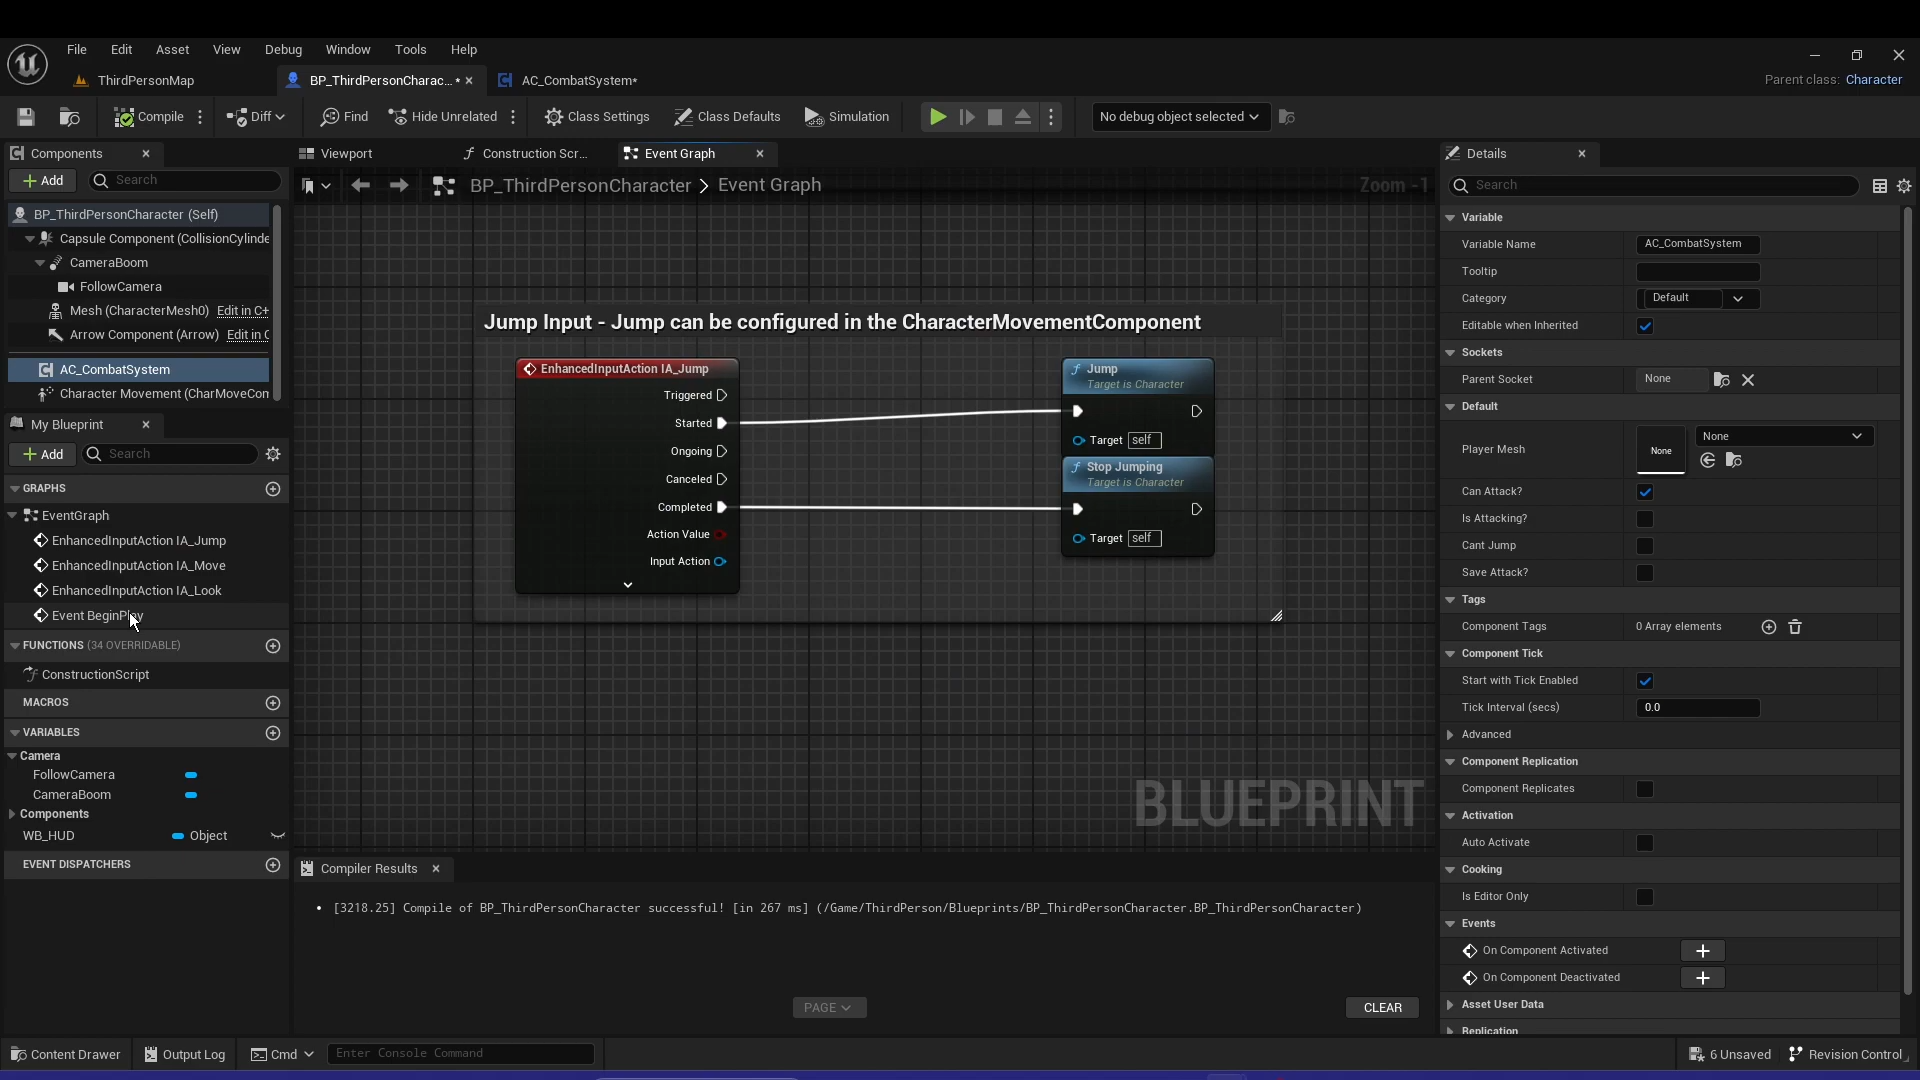 File Edit Asset View Debug Window Tools Help
ThirdPersonMap
BP_ThirdPersonCharac... *
AC_CombatSystem*
Parent class: Character
Compile
Diff
Find
Hide Unrelated
Class Settings
Class Defaults
Simulation
No debug object selected
Components
Add
Search
BP_ThirdPersonCharacter (Self)
Capsule Component (CollisionCylinde
CameraBoom
FollowCamera
Mesh (CharacterMesh0) Edit in C+
Arrow Component (Arrow) Edit in C
AC_CombatSystem
Character Movement (CharMoveCon
My Blueprint
Add
Search
GRAPHS
EventGraph
EnhancedInputAction IA_Jump
EnhancedInputAction IA_Move
EnhancedInputAction IA_Look
Event BeginPlay
FUNCTIONS (34 OVERRIDABLE)
ConstructionScript
MACROS
VARIABLES
Camera
FollowCamera
CameraBoom
Components
WB_HUD Object
EVENT DISPATCHERS
Viewport
Construction Scr...
Event Graph
BP_ThirdPersonCharacter > Event Graph
Zoom -1
Jump Input - Jump can be configured in the CharacterMovementComponent
EnhancedInputAction IA_Jump
Triggered
Started
Ongoing
Canceled
Completed
Action Value
Input Action
Jump
Target is Character
Target self
Stop Jumping
Target is Character
Target self
BLUEPRINT
Compiler Results
[3218.25] Compile of BP_ThirdPersonCharacter successful! [in 267 ms] (/Game/ThirdPerson/Blueprints/BP_ThirdPersonCharacter.BP_ThirdPersonCharacter)
PAGE
CLEAR
Details
Search
Variable
Variable Name AC_CombatSystem
Tooltip
Category Default
Editable when Inherited
Sockets
Parent Socket None
Default
Player Mesh None None
Can Attack?
Is Attacking?
Cant Jump
Save Attack?
Tags
Component Tags 0 Array elements
Component Tick
Start with Tick Enabled
Tick Interval (secs) 0.0
Advanced
Component Replication
Component Replicates
Activation
Auto Activate
Cooking
Is Editor Only
Events
On Component Activated
On Component Deactivated
Asset User Data
Replication
Content Drawer
Output Log
Cmd
Enter Console Command
6 Unsaved
Revision Control